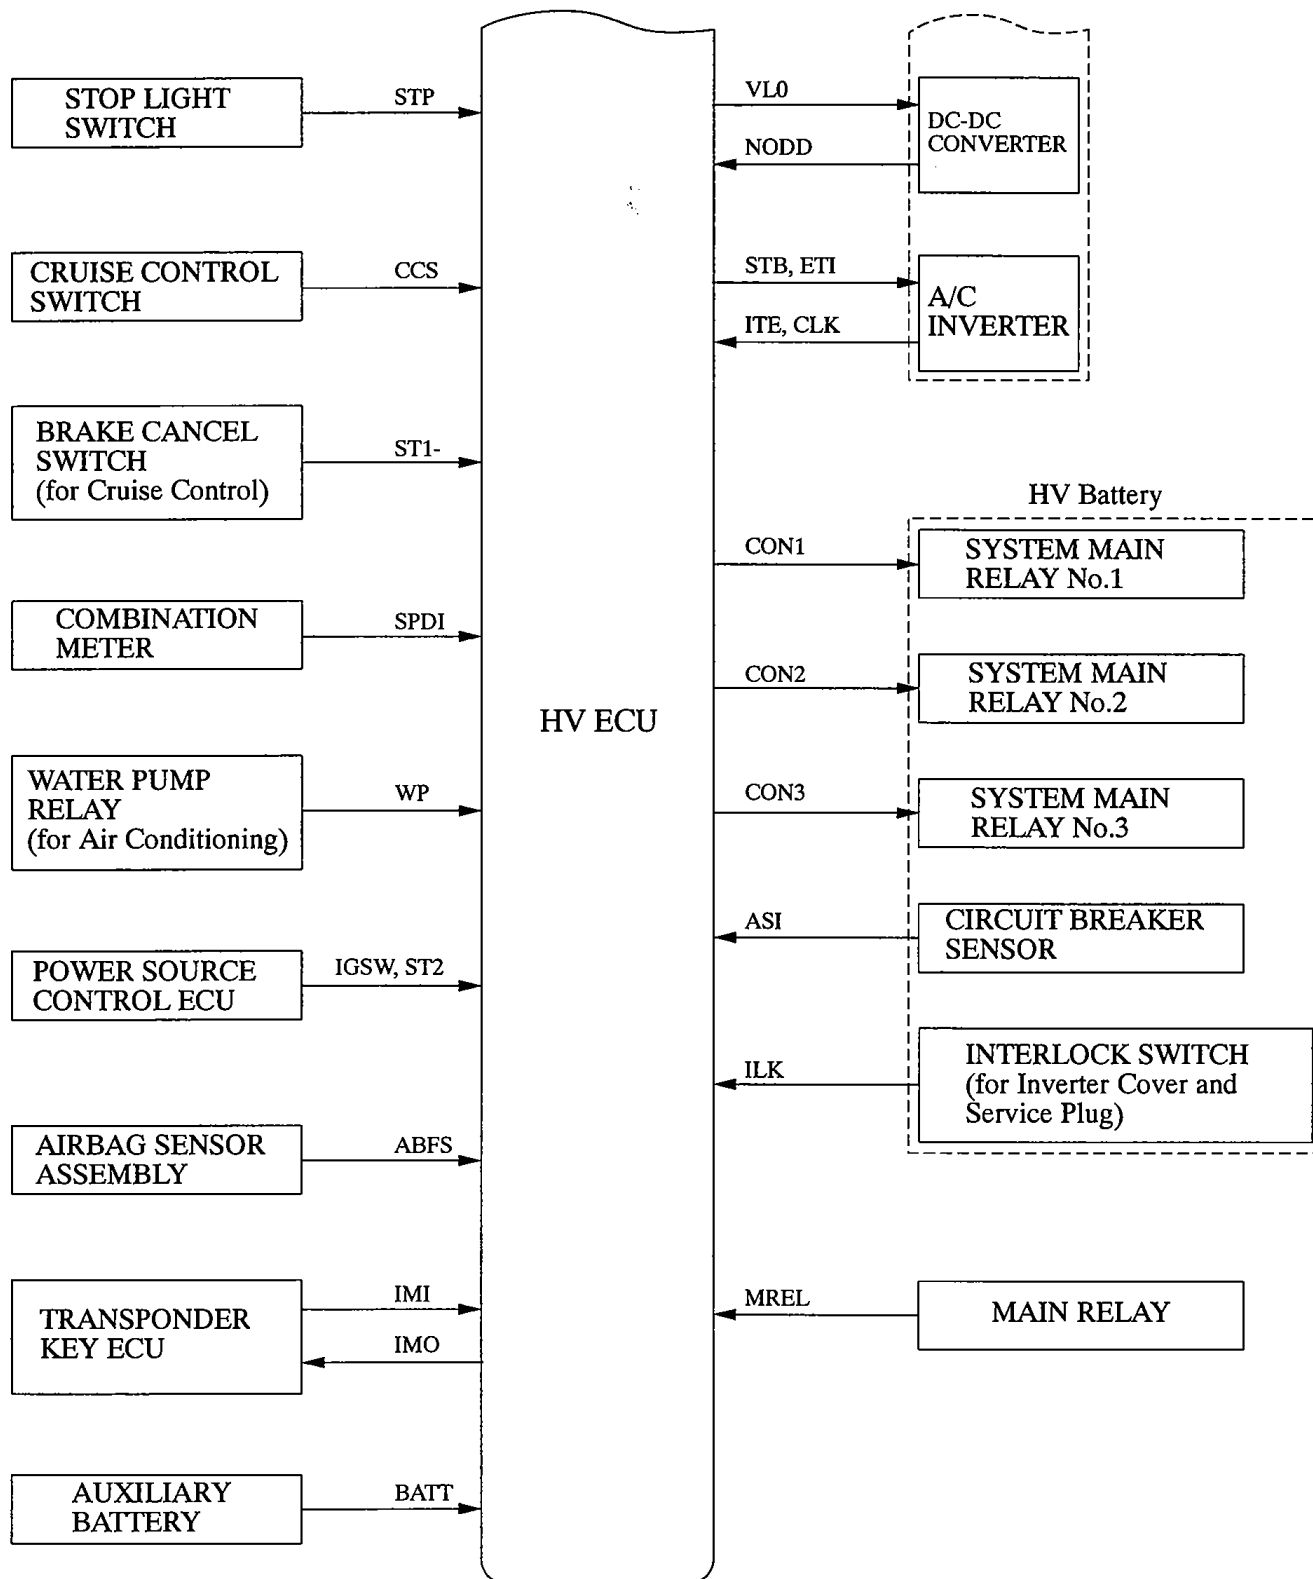 STOP LIGHT
SWITCH
STP
CRUISE CONTROL
SWITCH
CCS
BRAKE CANCEL
SWITCH
(for Cruise Control)
ST1-
COMBINATION
METER
SPDI
WATER PUMP
RELAY
(for Air Conditioning)
WP
POWER SOURCE
CONTROL ECU
IGSW, ST2
AIRBAG SENSOR
ASSEMBLY
ABFS
TRANSPONDER
KEY ECU
IMI
IMO
AUXILIARY
BATTERY
BATT
HV ECU
VL0
NODD
DC-DC
CONVERTER
STB, ETI
ITE, CLK
A/C
INVERTER
HV Battery
CON1
SYSTEM MAIN
RELAY No.1
CON2
SYSTEM MAIN
RELAY No.2
CON3
SYSTEM MAIN
RELAY No.3
ASI
CIRCUIT BREAKER
SENSOR
ILK
INTERLOCK SWITCH
(for Inverter Cover and
Service Plug)
MREL
MAIN RELAY